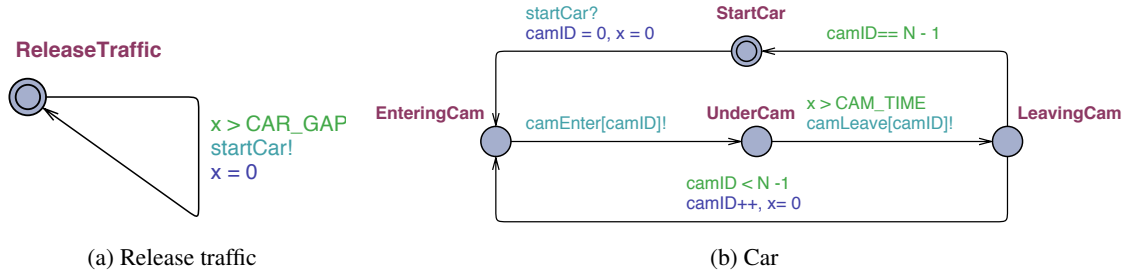 ReleaseTraffic
x > CAR_GAP
startCar!
x = 0
(a) Release traffic
startCar?
camID = 0, x = 0
StartCar
camID== N - 1
EnteringCam
camEnter[camID]!
UnderCam
x > CAM_TIME
camLeave[camID]!
LeavingCam
camID < N -1
camID++, x= 0
(b) Car